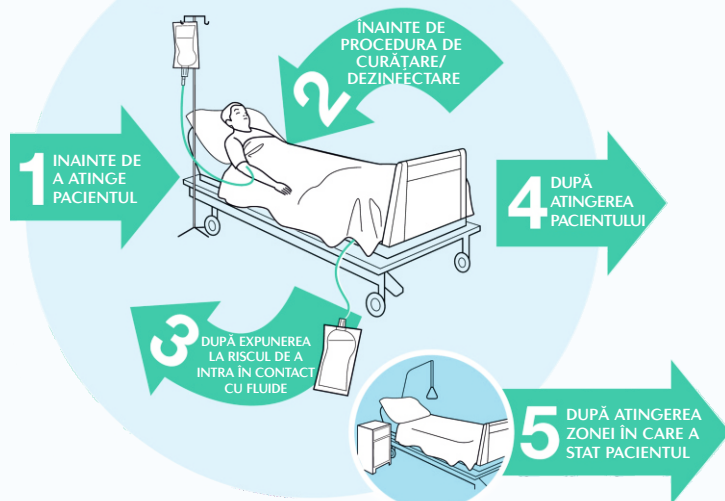 1
INAINTE DE
A ATINGE
PACIENTUL
2
ÎNAINTE DE
PROCEDURA DE
CURĂȚARE/
DEZINFECTARE
3
DUPĂ EXPUNEREA
LA RISCUL DE A
INTRA ÎN CONTACT
CU FLUIDE
4
DUPĂ
ATINGEREA
PACIENTULUI
5
DUPĂ ATINGEREA
ZONEI ÎN CARE A
STAT PACIENTUL